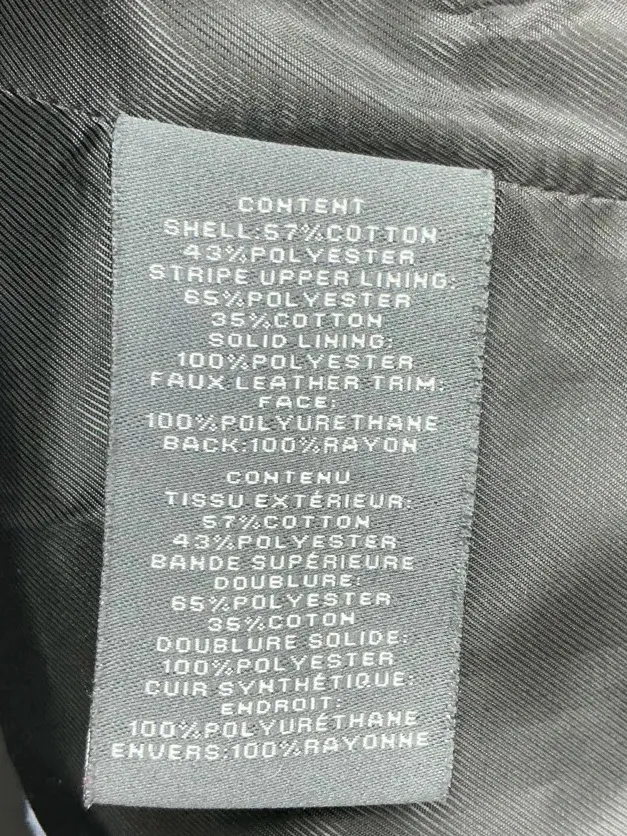 CONTENT
SHELL:57%COTTON
43%POLYESTER
STRIPE UPPER LINING:
65%POLYESTER
35%COTTON
SOLID LINING:
100%POLYESTER
FAUX LEATHER TRIM:
FACE:
100%POLYURETHANE
BACK:100%RAYON
CONTENU
TISSU EXTÉRIEUR:
57%COTTON
43%POLYESTER
BANDE SUPÉRIEURE
DOUBLURE:
65%POLYESTER
35%COTON
DOUBLURE SOLIDE:
100%POLYESTER
CUIR SYNTHÉTIQUE:
ENDROIT:
100%POLYURÉTHANE
ENVERS:100%RAYONNE